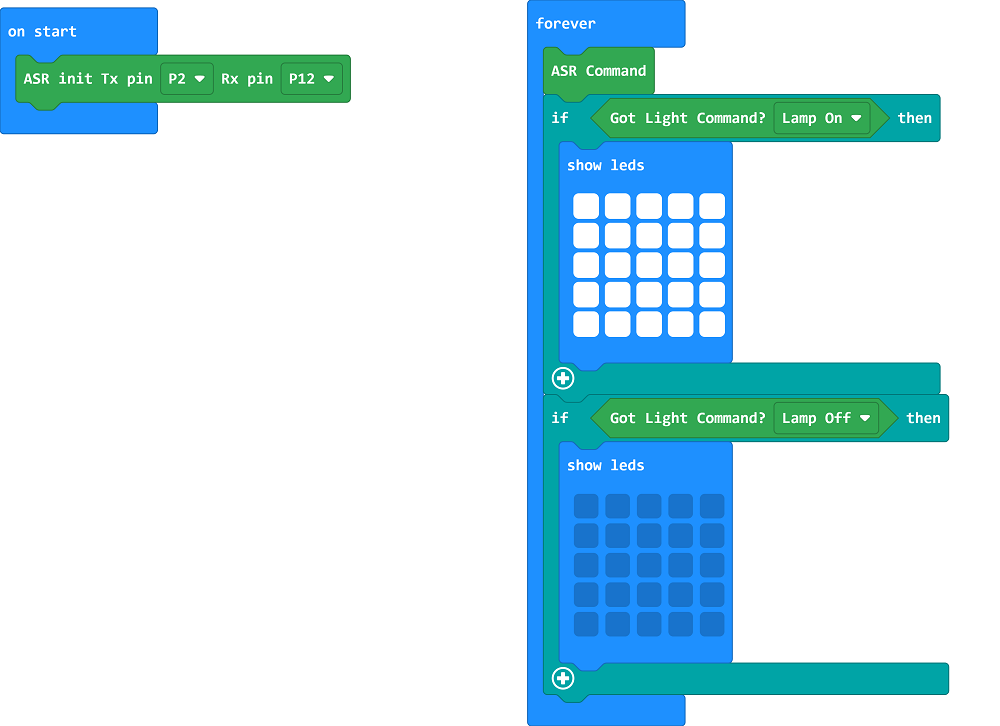 on start
ASR init Tx pin P2 Rx pin P12
forever
ASR Command
if Got Light Command? Lamp On then
show leds
if Got Light Command? Lamp Off then
show leds